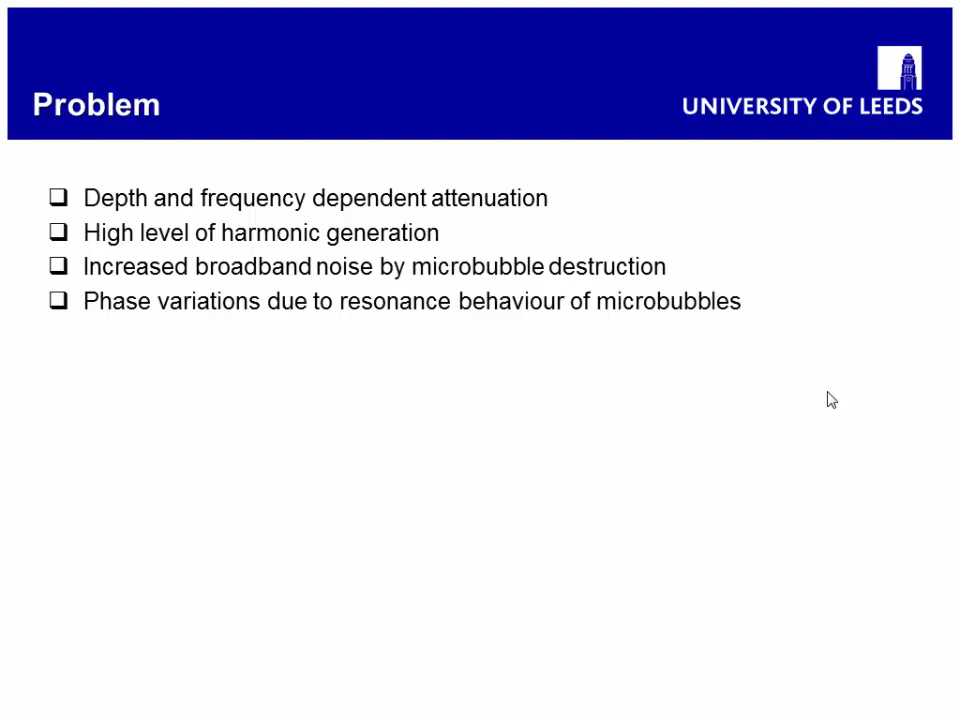 Problem
UNIVERSITY OF LEEDS
Depth and frequency dependent attenuation
High level of harmonic generation
Increased broadband noise by microbubble destruction
Phase variations due to resonance behaviour of microbubbles